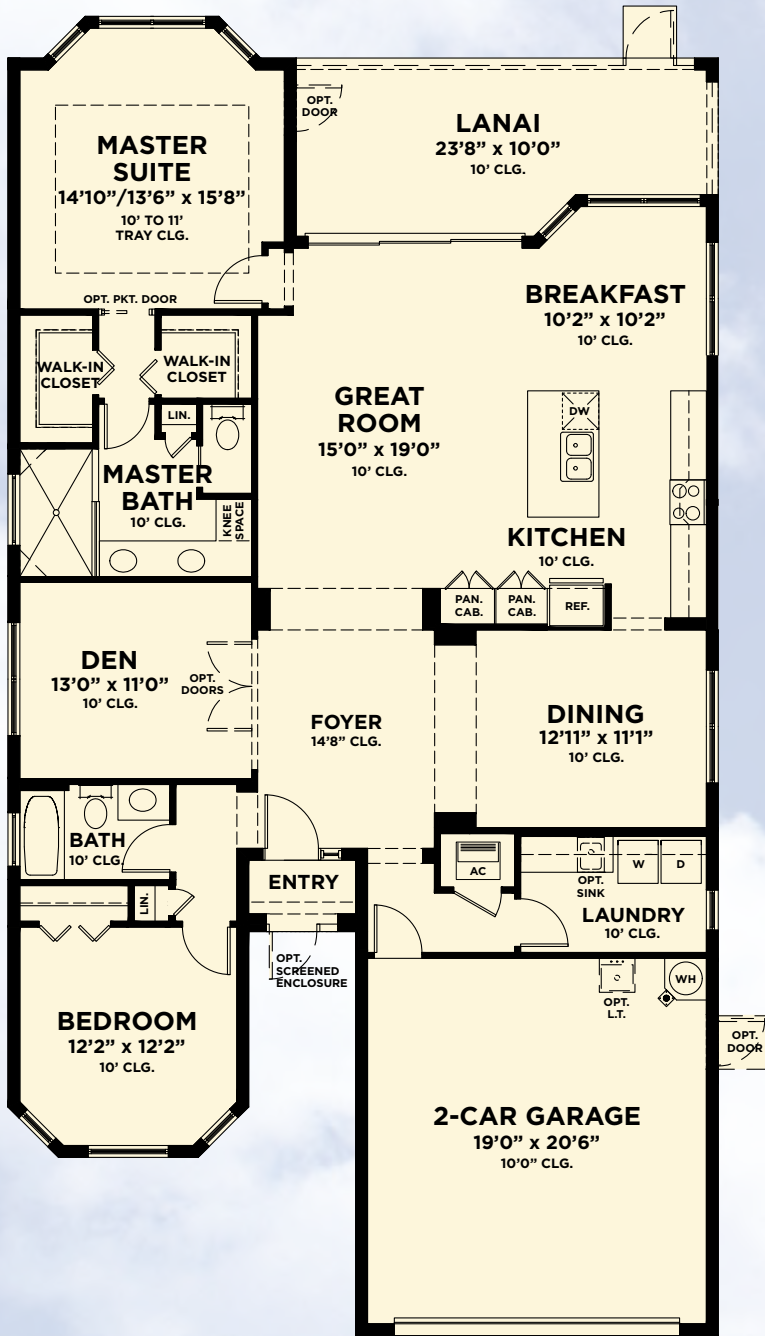 MASTER
SUITE
14'10"/13'6" x 15'8"
10' TO 11'
TRAY CLG.
OPT.
DOOR
LANAI
23'8" x 10'0"
10' CLG.
BREAKFAST
10'2" x 10'2"
10' CLG.
OPT. PKT. DOOR
WALK-IN
CLOSET
WALK-IN
CLOSET
LIN.
GREAT
ROOM
15'0" x 19'0"
10' CLG.
DW
MASTER
BATH
10' CLG.
KNEE
SPACE
KITCHEN
10' CLG.
PAN.
CAB.
PAN.
CAB.
REF.
DEN
13'0" x 11'0"
10' CLG.
OPT.
DOORS
FOYER
14'8" CLG.
DINING
12'11" x 11'1"
10' CLG.
BATH
10' CLG.
LIN.
ENTRY
AC
OPT.
SINK
W
D
LAUNDRY
10' CLG.
OPT.
SCREENED
ENCLOSURE
OPT.
L.T.
WH
OPT.
DOOR
BEDROOM
12'2" x 12'2"
10' CLG.
2-CAR GARAGE
19'0" x 20'6"
10'0" CLG.